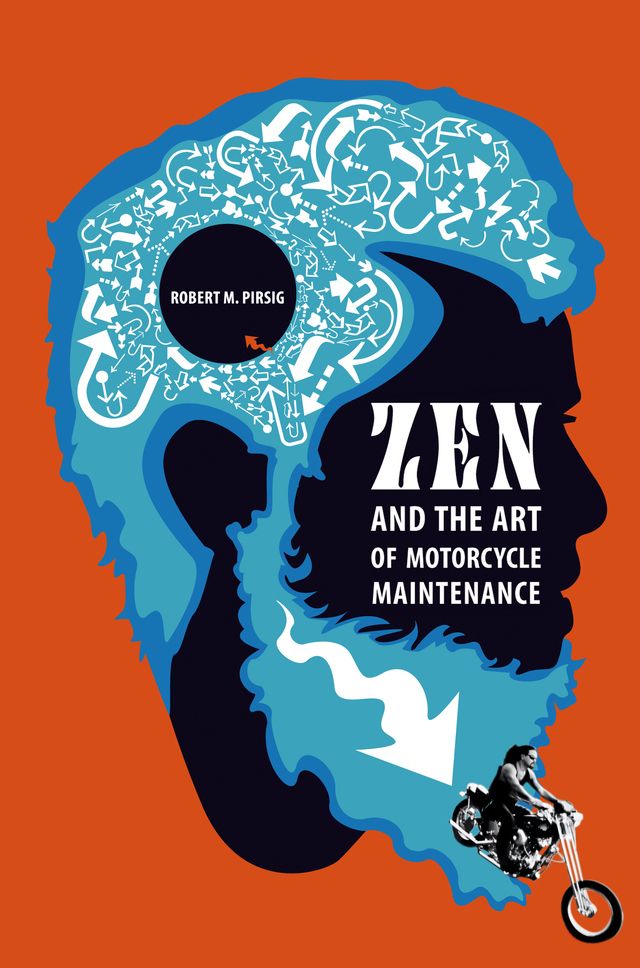 ROBERT M. PIRSIG
ZEN
AND THE ART
OF MOTORCYCLE
MAINTENANCE